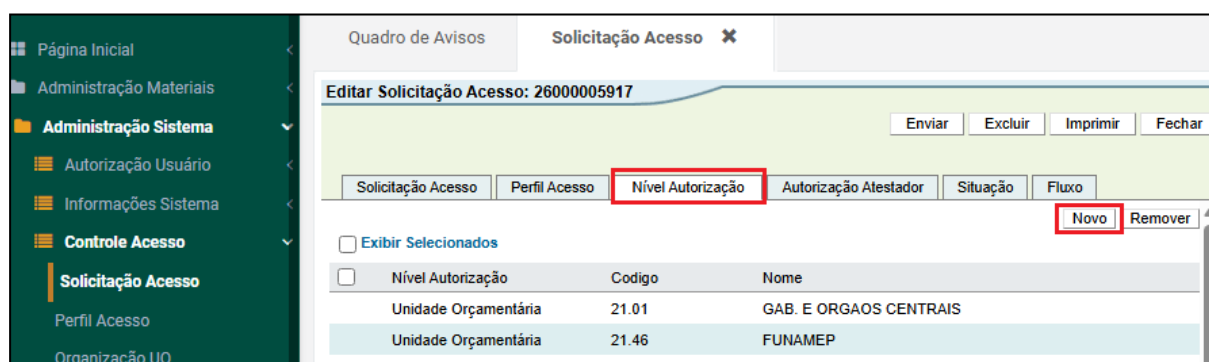 Página Inicial
Administração Materiais
Administração Sistema
Autorização Usuário
Informações Sistema
Controle Acesso
Solicitação Acesso
Perfil Acesso
Organização UO
Quadro de Avisos Solicitação Acesso ✖
Editar Solicitação Acesso: 26000005917
Enviar Excluir Imprimir Fechar
Solicitação Acesso Perfil Acesso Nível Autorização Autorização Atestador Situação Fluxo
Novo Remover
Exibir Selecionados
Nível Autorização Codigo Nome
Unidade Orçamentária 21.01 GAB. E ORGAOS CENTRAIS
Unidade Orçamentária 21.46 FUNAMEP